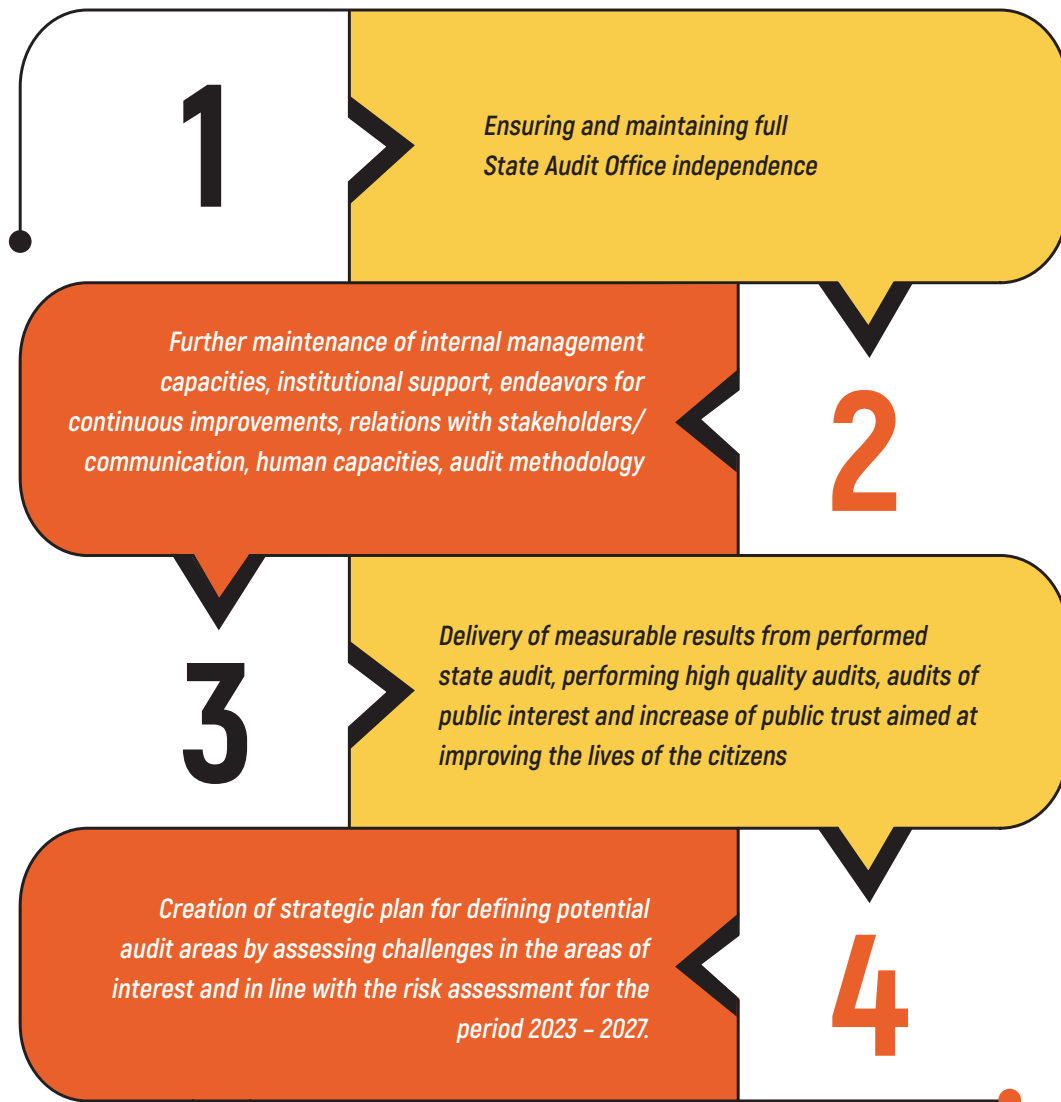 1
Ensuring and maintaining full
State Audit Office independence
Further maintenance of internal management
capacities, institutional support, endeavors for
continuous improvements, relations with stakeholders/
communication, human capacities, audit methodology
2
3
Delivery of measurable results from performed
state audit, performing high quality audits, audits of
public interest and increase of public trust aimed at
improving the lives of the citizens
Creation of strategic plan for defining potential
audit areas by assessing challenges in the areas of
interest and in line with the risk assessment for the
period 2023 – 2027.
4